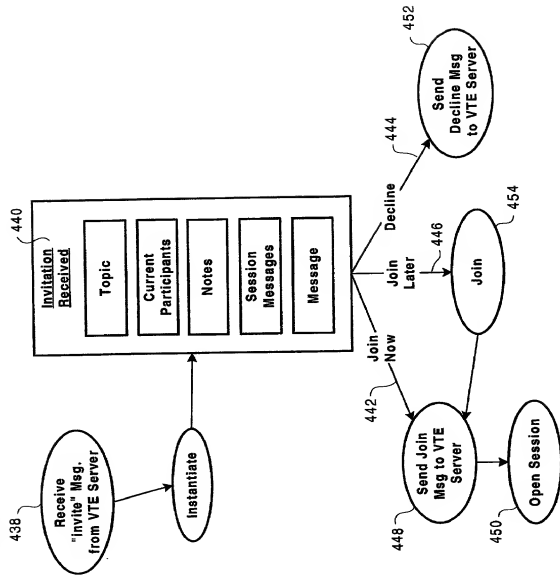 438
Receive
"invite" Msg.
from VTE Server
Instantiate
440
Invitation
Received
Topic
Current
Participants
Notes
Session
Messages
Message
Join
Now
442
Join
Later
446
Decline
444
448
Send Join
Msg to VTE
Server
450
Open Session
454
Join
452
Send
Decline Msg
to VTE Server